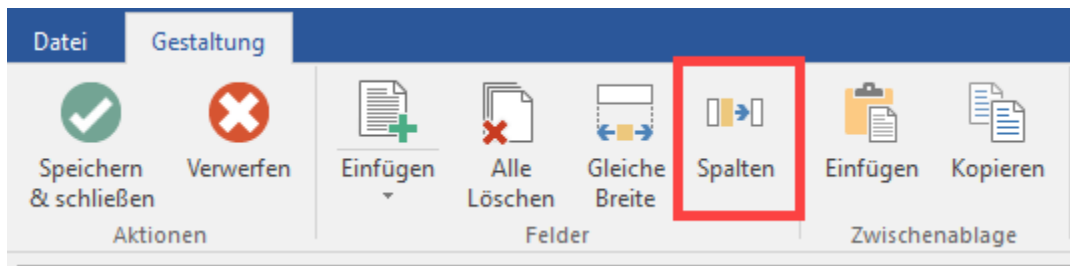 Datei Gestaltung
Speichern & schließen
Verwerfen
Einfügen
Alle Löschen
Gleiche Breite
Spalten
Einfügen
Kopieren
Aktionen
Felder
Zwischenablage